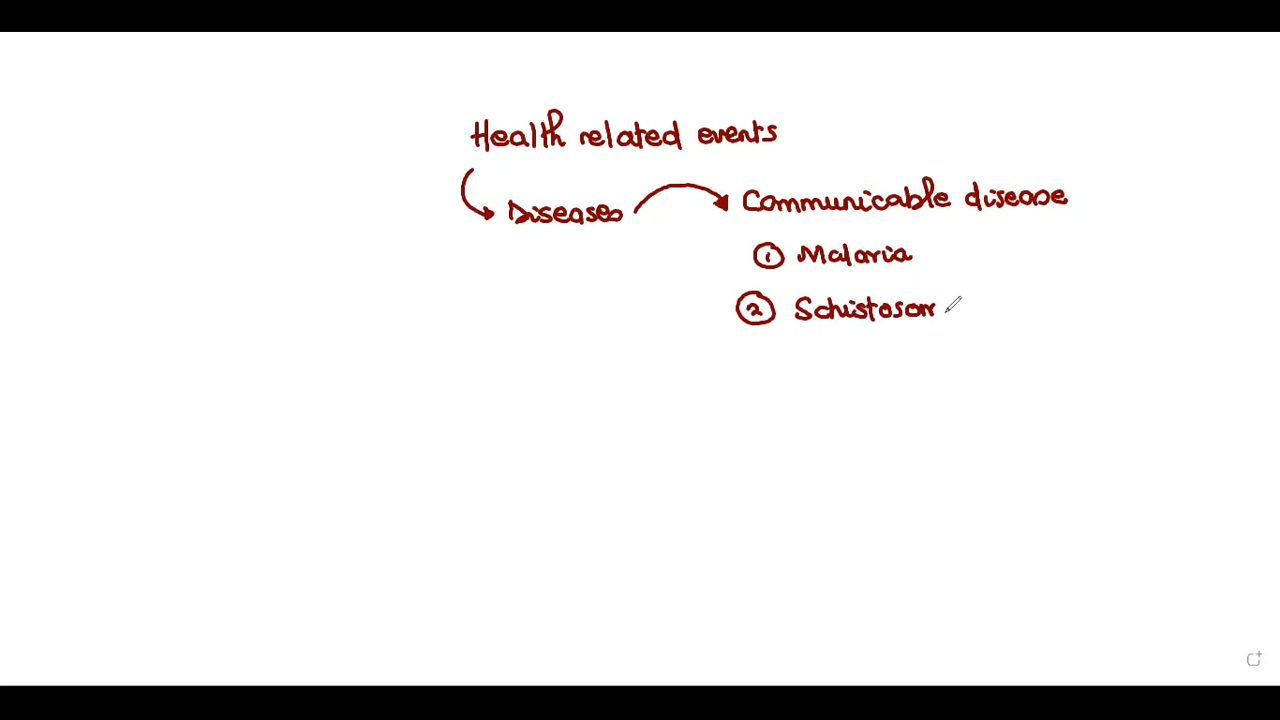 Health related events
Diseases
Communicable disease
① Malaria
② Schistosom